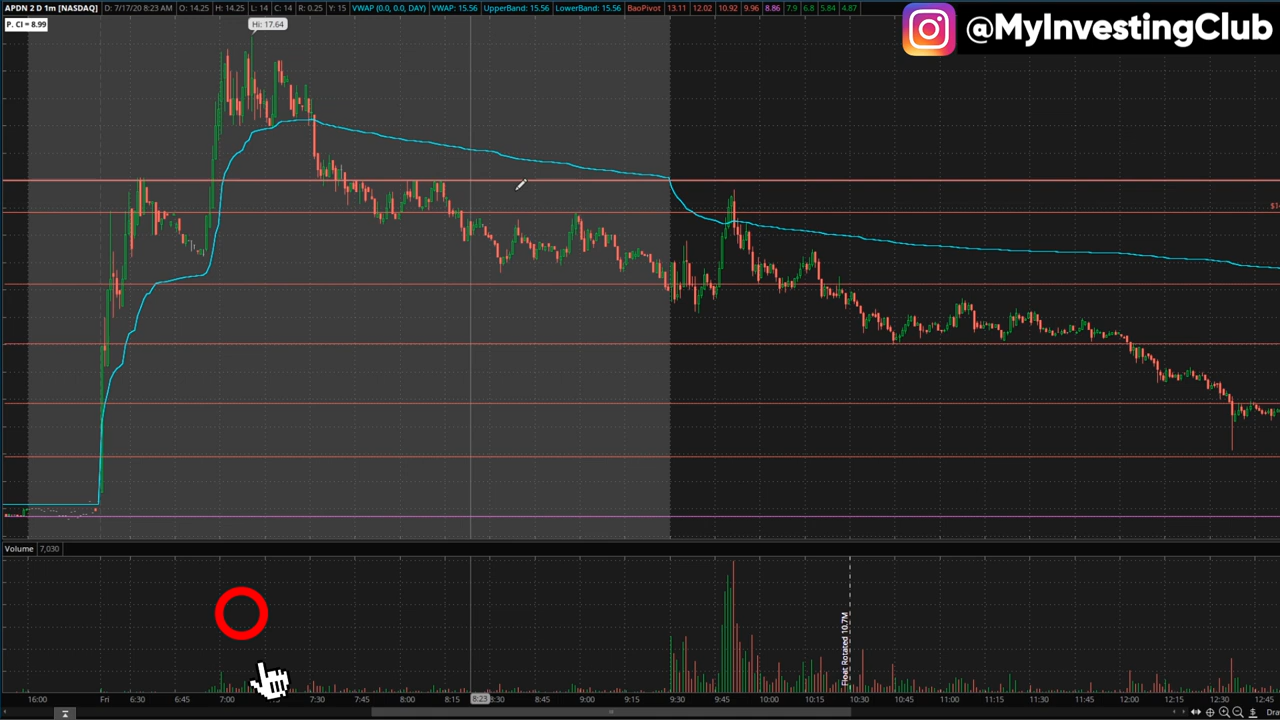 APDN 2 D 1m [NASDAQ] D: 7/17/20 8:23 AM O: 14.25 H: 14.25 L: 14 C: 14 R: 0.25 Y: 15 VWAP (0.0, 0.0, DAY) VWAP: 15.56 UpperBand: 15.56 LowerBand: 15.56 BaoPivot 13.11 12.02 10.92 9.96 8.86 7.9 6.8 5.84 4.87
@MyInvestingClub
P. Cl = 8.99
Hi: 17.64
Volume 7,030
Float Rotated 10.7M
16:00 Fri 6:30 6:45 7:00 7:30 7:45 8:00 8:15 8:23 8:30 8:45 9:00 9:15 9:30 9:45 10:00 10:15 10:30 10:45 11:00 11:15 11:30 11:45 12:00 12:15 12:30 12:45